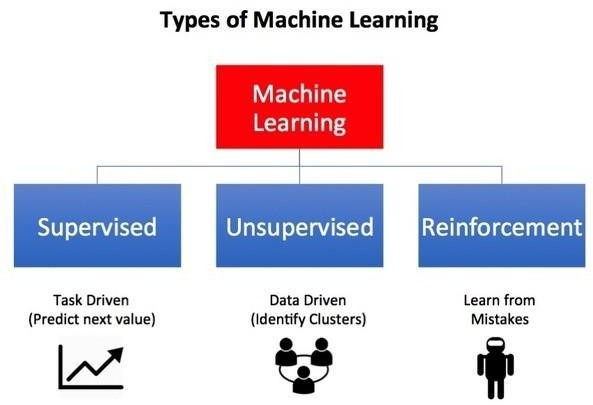 Types of Machine Learning
Machine
Learning
Supervised
Unsupervised
Reinforcement
Task Driven
(Predict next value)
Data Driven
(Identify Clusters)
Learn from
Mistakes